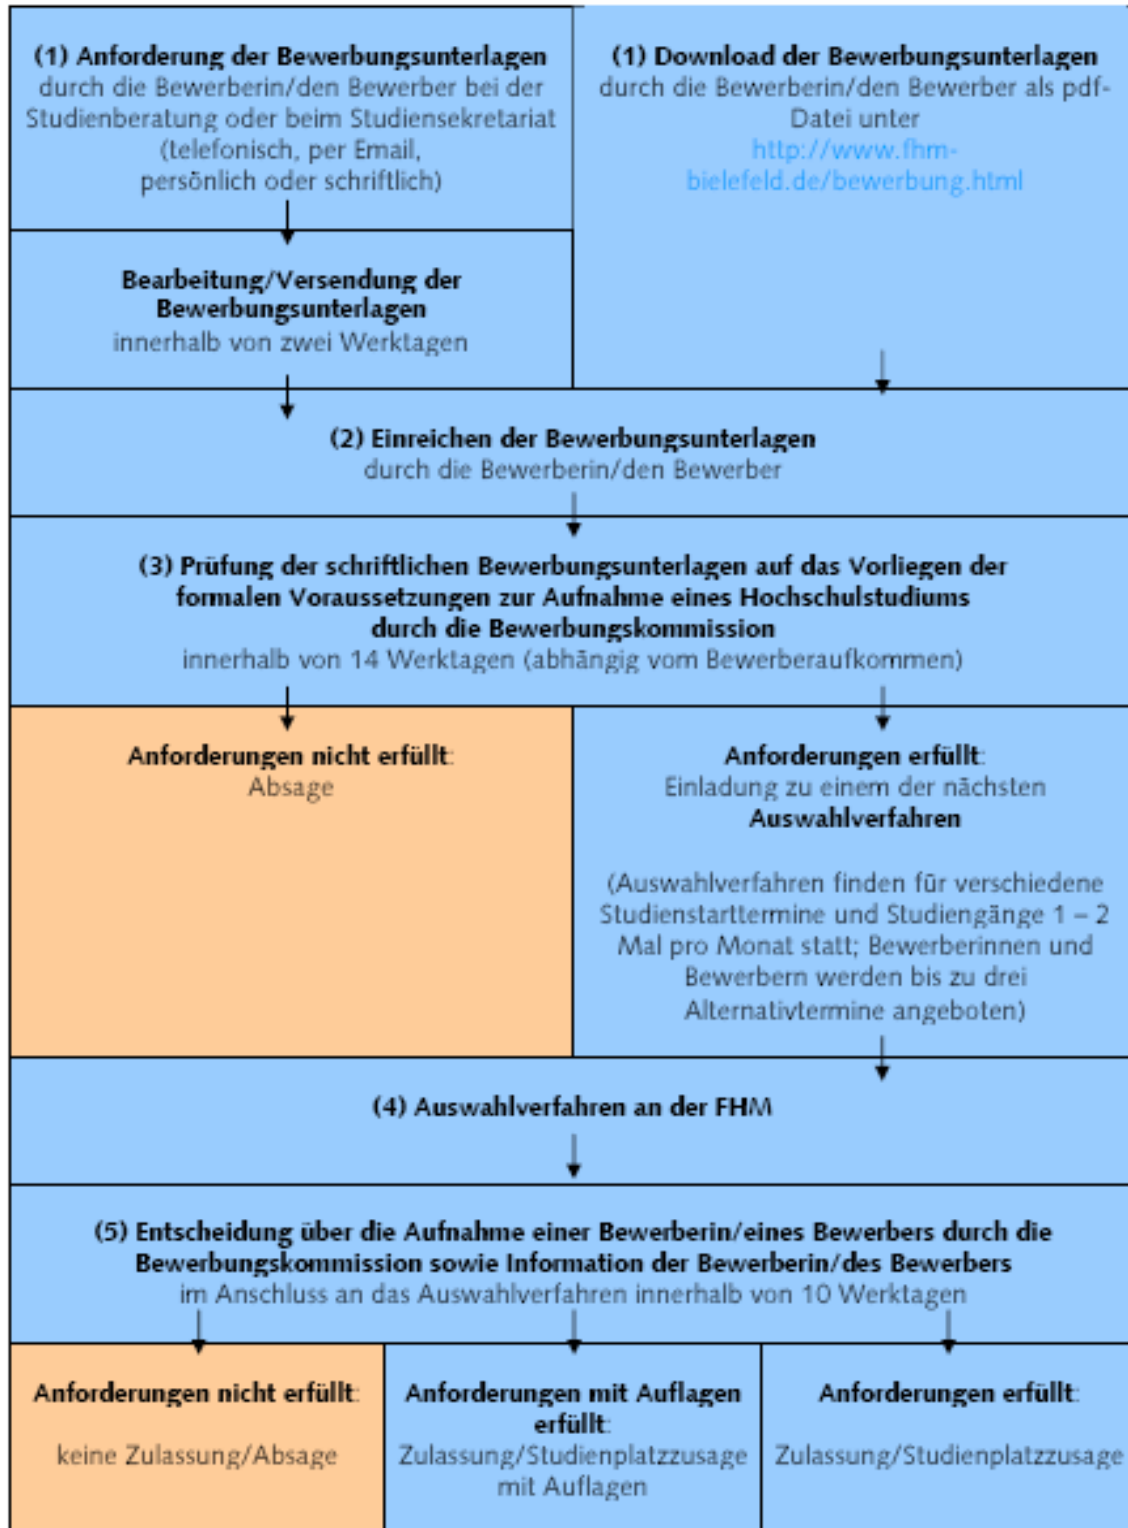 (1) Anforderung der Bewerbungsunterlagen
durch die Bewerberin/den Bewerber bei der
Studienberatung oder beim Studiensekretariat
(telefonisch, per Email,
persönlich oder schriftlich)
(1) Download der Bewerbungsunterlagen
durch die Bewerberin/den Bewerber als pdf-
Datei unter
http://www.fhm-
bielefeld.de/bewerbung.html
Bearbeitung/Versendung der
Bewerbungsunterlagen
innerhalb von zwei Werktagen
(2) Einreichen der Bewerbungsunterlagen
durch die Bewerberin/den Bewerber
(3) Prüfung der schriftlichen Bewerbungsunterlagen auf das Vorliegen der
formalen Voraussetzungen zur Aufnahme eines Hochschulstudiums
durch die Bewerbungskommission
innerhalb von 14 Werktagen (abhängig vom Bewerberaufkommen)
Anforderungen nicht erfüllt:
Absage
Anforderungen erfüllt:
Einladung zu einem der nächsten
Auswahlverfahren
(Auswahlverfahren finden für verschiedene
Studienstarttermine und Studiengänge 1 – 2
Mal pro Monat statt; Bewerberinnen und
Bewerbern werden bis zu drei
Alternativtermine angeboten)
(4) Auswahlverfahren an der FHM
(5) Entscheidung über die Aufnahme einer Bewerberin/eines Bewerbers durch die
Bewerbungskommission sowie Information der Bewerberin/des Bewerbers
im Anschluss an das Auswahlverfahren innerhalb von 10 Werktagen
Anforderungen nicht erfüllt:
keine Zulassung/Absage
Anforderungen mit Auflagen
erfüllt:
Zulassung/Studienplatzzusage
mit Auflagen
Anforderungen erfüllt:
Zulassung/Studienplatzzusage